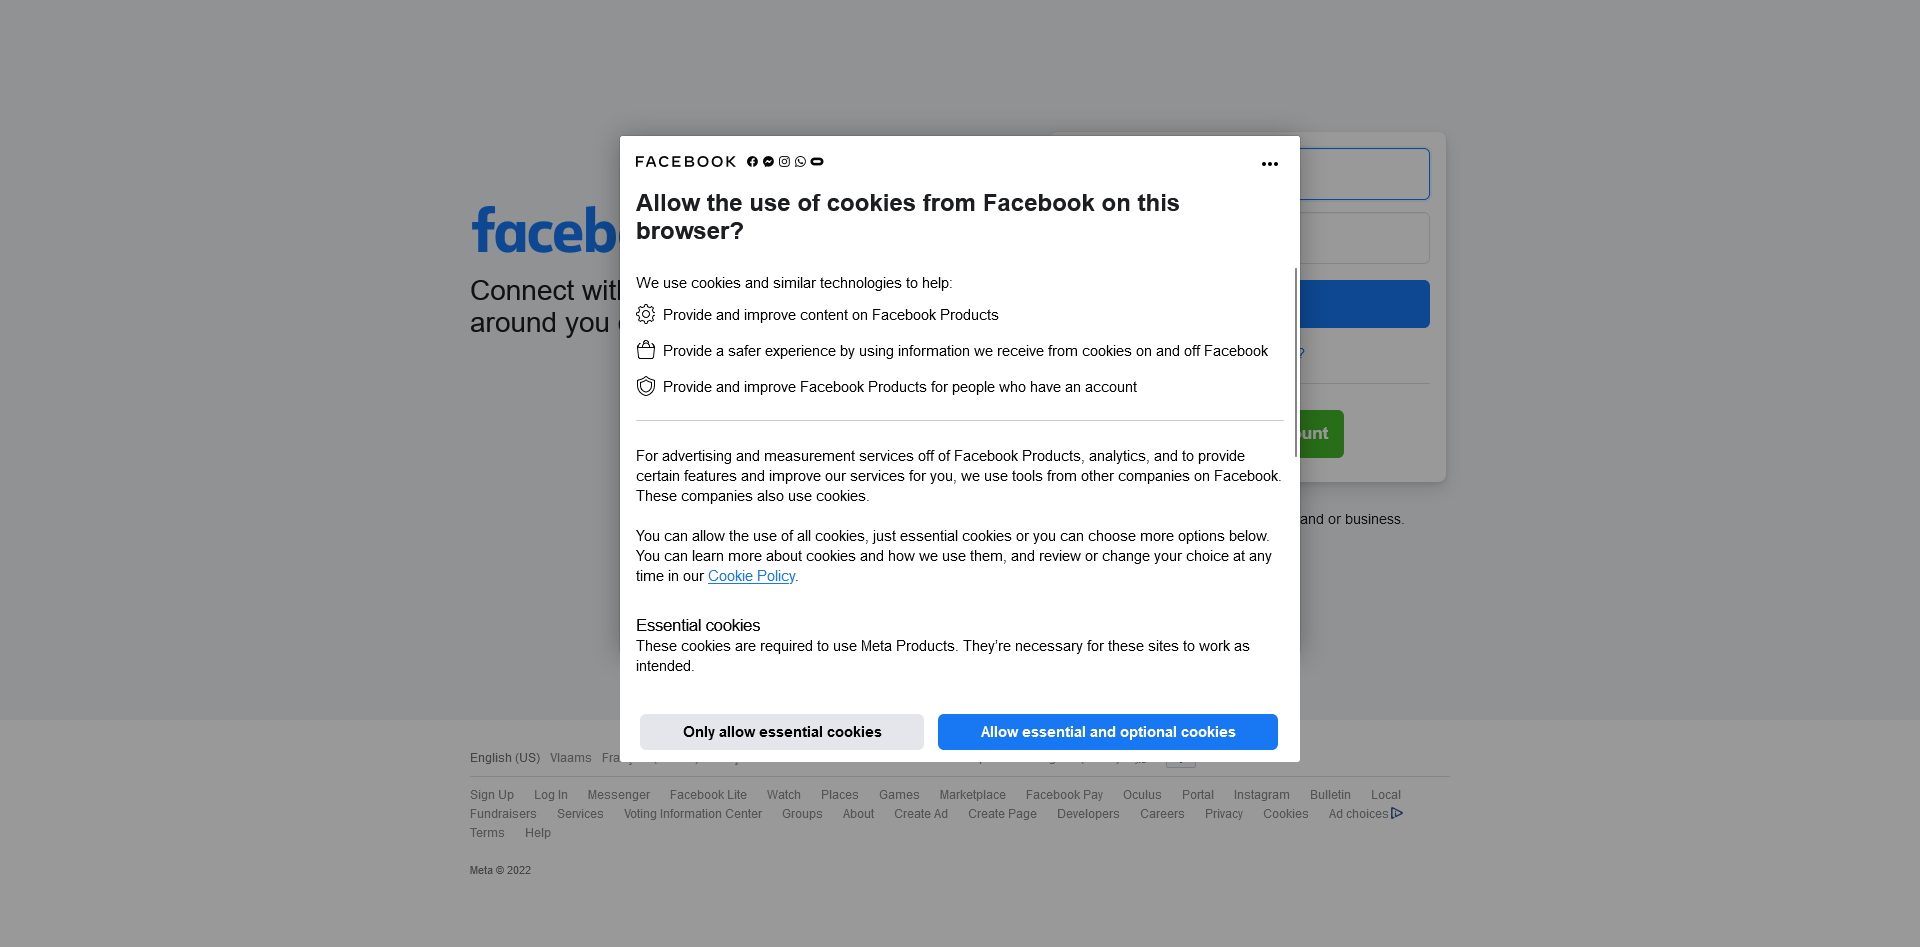 FACEBOOK
Allow the use of cookies from Facebook on this
browser?
We use cookies and similar technologies to help:
Provide and improve content on Facebook Products
Provide a safer experience by using information we receive from cookies on and off Facebook
Provide and improve Facebook Products for people who have an account
For advertising and measurement services off of Facebook Products, analytics, and to provide
certain features and improve our services for you, we use tools from other companies on Facebook.
These companies also use cookies.
You can allow the use of all cookies, just essential cookies or you can choose more options below.
You can learn more about cookies and how we use them, and review or change your choice at any
time in our Cookie Policy.
Essential cookies
These cookies are required to use Meta Products. They’re necessary for these sites to work as
intended.
Only allow essential cookies
Allow essential and optional cookies
faceb
Connect wit
around you
?
unt
and or business.
English (US) Vlaams
Sign Up Log In Messenger Facebook Lite Watch Places Games Marketplace Facebook Pay Oculus Portal Instagram Bulletin Local
Fundraisers Services Voting Information Center Groups About Create Ad Create Page Developers Careers Privacy Cookies Ad choices
Terms Help
Meta © 2022